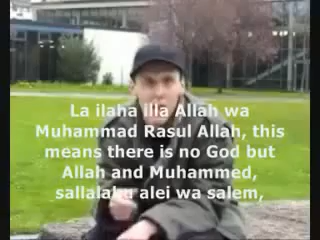 La ilaha illa Allah wa
Muhammad Rasul Allah, this
means there is no God but
Allah and Muhammed,
sallalahu alei wa salem,